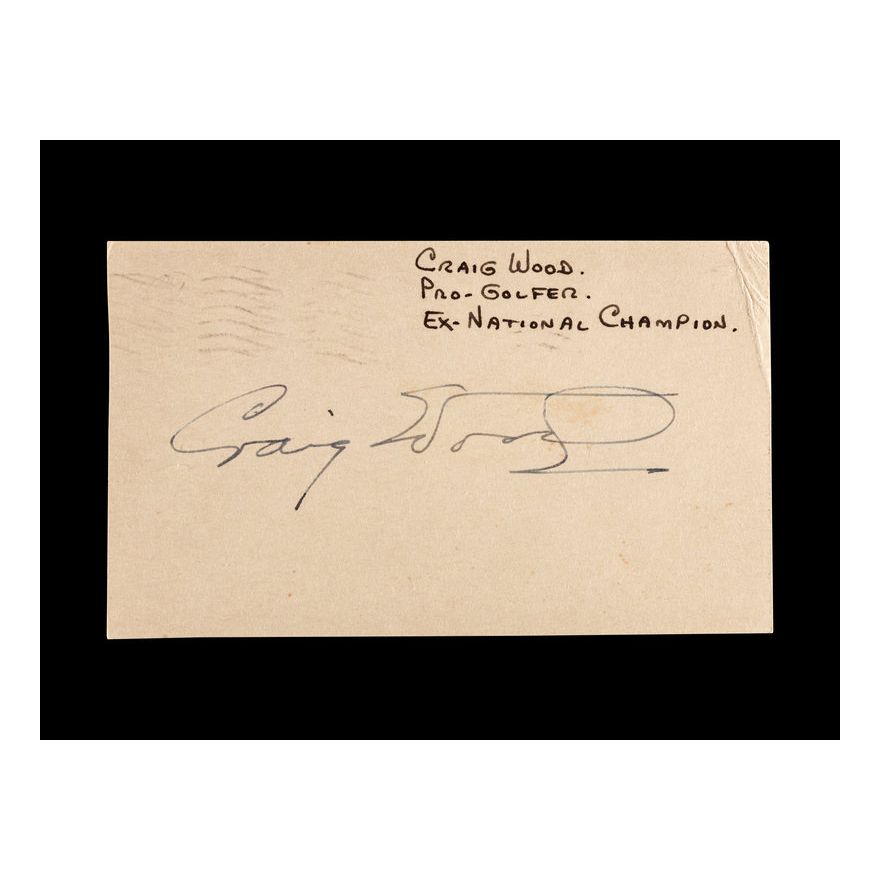 Craig Wood.
Pro-Golfer.
Ex-National Champion.
Craig Wood